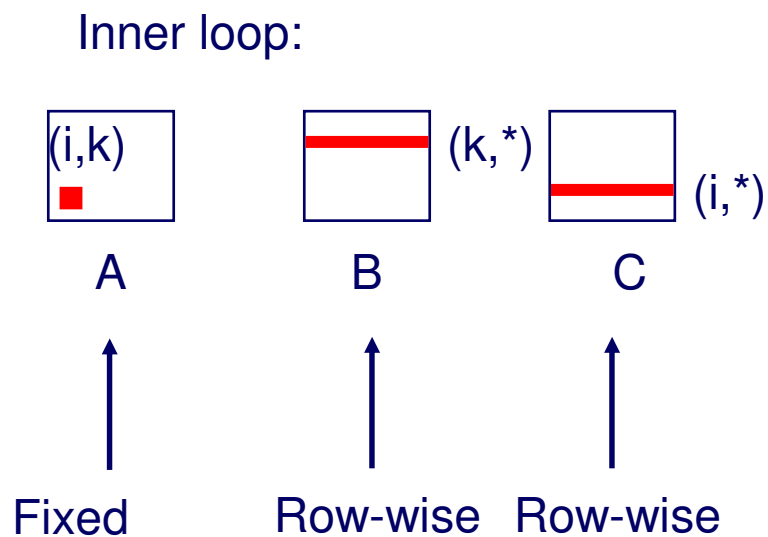 Inner loop:
(i,k)
(k,*)
(i,*)
A
B
C
Fixed
Row-wise
Row-wise